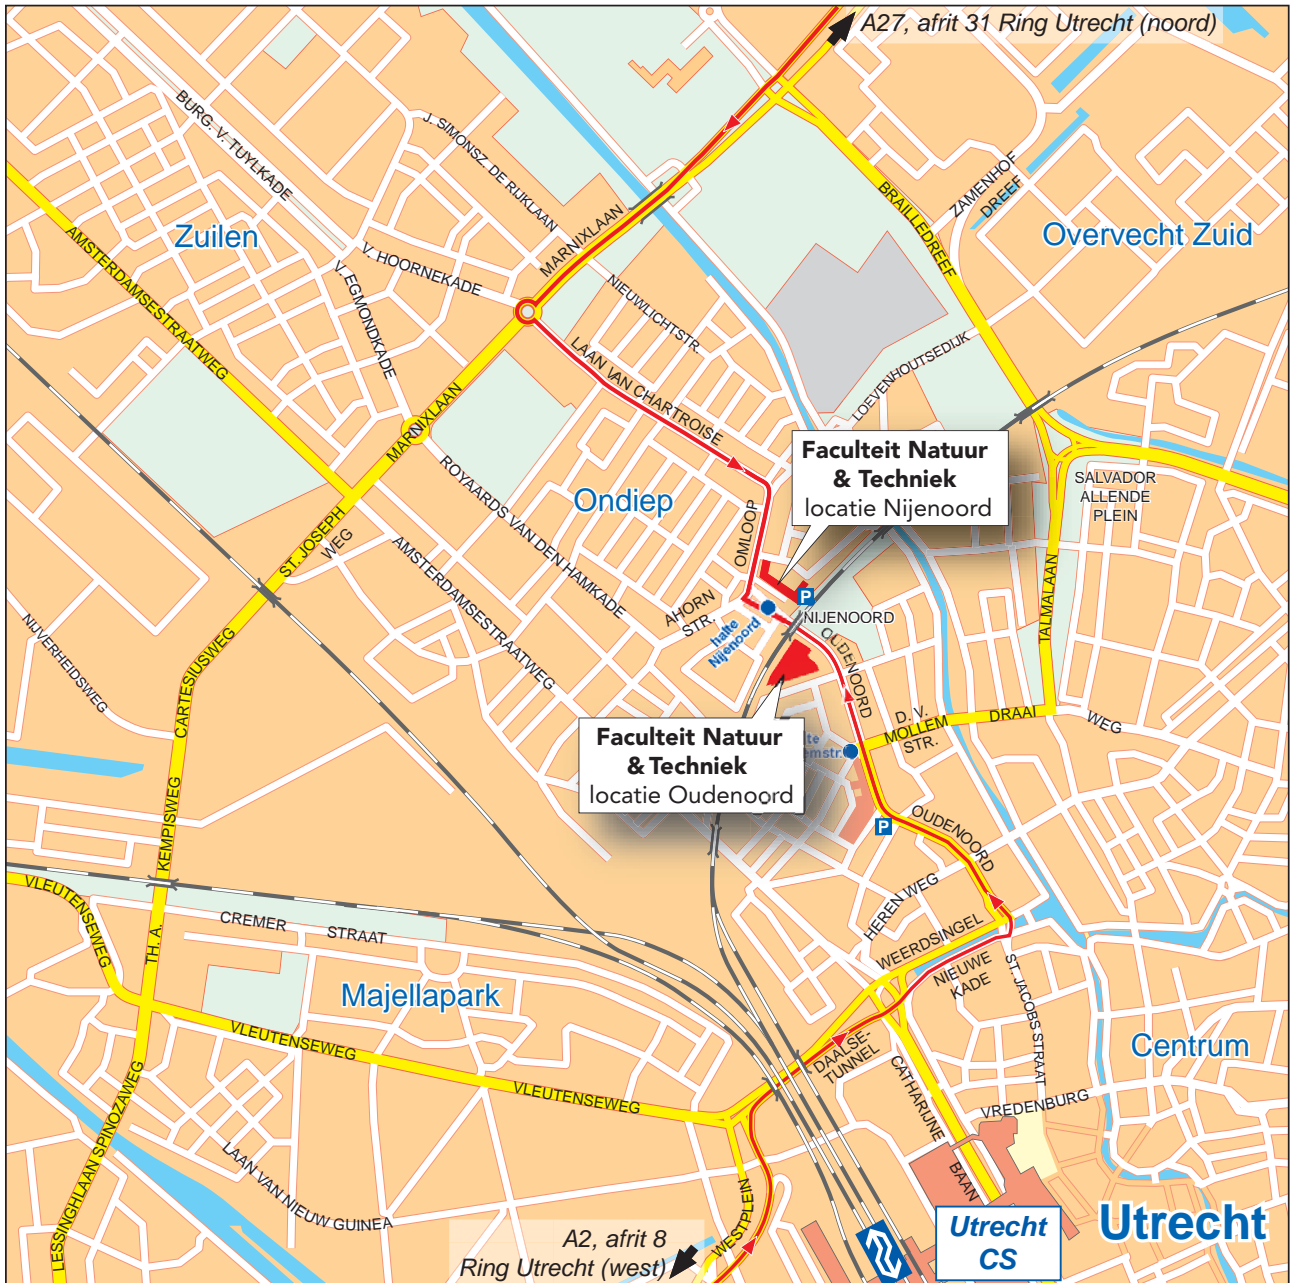 A27, afrit 31 Ring Utrecht (noord)
BURG. V. TUYLKADE
J. SIMONSZ. DE RIJKLAAN
ZAMENHOF
DREEF
BRAILLEDREEF
Zuilen
Overvecht Zuid
MARNIXLAAN
AMSTERDAMSESTRAATWEG
V. HOORNEKADE
V. EGMONDKADE
NIEUWLICHTSTR.
LAAN VAN CHARTROISE
LOEVENHOUTSEDIJK
MARNIXLAAN
Faculteit Natuur
& Techniek
locatie Nijenoord
ROYAARDS VAN DEN HAMKADE
Ondiep
SALVADOR
ALLENDE
PLEIN
ST. JOSEPH
WEG
OMLOOP
AMSTERDAMSESTRAATWEG
AHORN
STR.
P
NIJENOORD
halte
Nijenoord
OUDENOORD
TALMALAAN
NIJVERHEIDSWEG
CARTESIUSWEG
D. V.
MOLLEM
STR.
DRAAI
WEG
Faculteit Natuur
& Techniek
locatie Oudenoord
P
OUDENOORD
KEMPISWEG
TH. A.
VLEUTENSEWEG
CREMER
STRAAT
HEREN WEG
WEERDSINGEL
NIEUWE
KADE
ST. JACOBS STRAAT
Majellapark
VLEUTENSEWEG
VLEUTENSEWEG
DAALSE-
TUNNEL
CATHARIJNE
BAAN
Centrum
VREDENBURG
LESSINGHLAAN SPINOZAWEG
LAAN VAN NIEUW GUINEA
WESTPLEIN
A2, afrit 8
Ring Utrecht (west)
Utrecht
CS
Utrecht